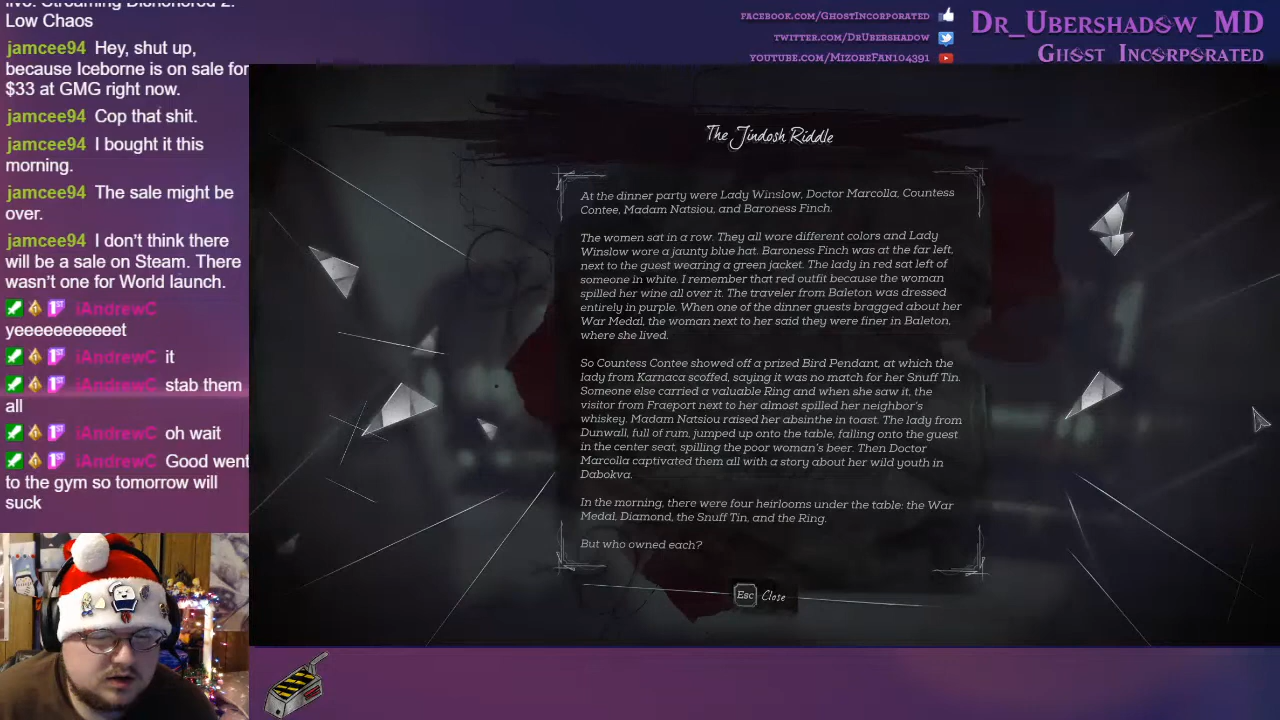 live: Streaming Dishonered 2:
Low Chaos
jamcee94 Hey, shut up,
because Iceborne is on sale for
$33 at GMG right now.
jamcee94 Cop that shit.
jamcee94 I bought it this
morning.
jamcee94 The sale might be
over.
jamcee94 I don't think there
will be a sale on Steam. There
wasn't one for World launch.
1ST iAndrewC
yeeeeeeeeeet
1ST iAndrewC it
1ST iAndrewC stab them
all
1ST iAndrewC oh wait
1ST iAndrewC Good went
to the gym so tomorrow will
suck
facebook.com/GhostIncorporated
twitter.com/DrUbershadow
youtube.com/MizoreFan104391
Dr_Ubershadow_MD
Ghost Incorporated
The Jindosh Riddle
At the dinner party were Lady Winslow, Doctor Marcolla, Countess
Contee, Madam Natsiou, and Baroness Finch.
The women sat in a row. They all wore different colors and Lady
Winslow wore a jaunty blue hat. Baroness Finch was at the far left,
next to the guest wearing a green jacket. The lady in red sat left of
someone in white. I remember that red outfit because the woman
spilled her wine all over it. The traveler from Baleton was dressed
entirely in purple. When one of the dinner guests bragged about her
War Medal, the woman next to her said they were finer in Baleton,
where she lived.
So Countess Contee showed off a prized Bird Pendant, at which the
lady from Karnaca scoffed, saying it was no match for her Snuff Tin.
Someone else carried a valuable Ring and when she saw it, the
visitor from Fraeport next to her almost spilled her neighbor's
whiskey. Madam Natsiou raised her absinthe in toast. The lady from
Dunwall, full of rum, jumped up onto the table, falling onto the guest
in the center seat, spilling the poor woman's beer. Then Doctor
Marcolla captivated them all with a story about her wild youth in
Dabokva.
In the morning, there were four heirlooms under the table: the War
Medal, Diamond, the Snuff Tin, and the Ring.
But who owned each?
Esc Close